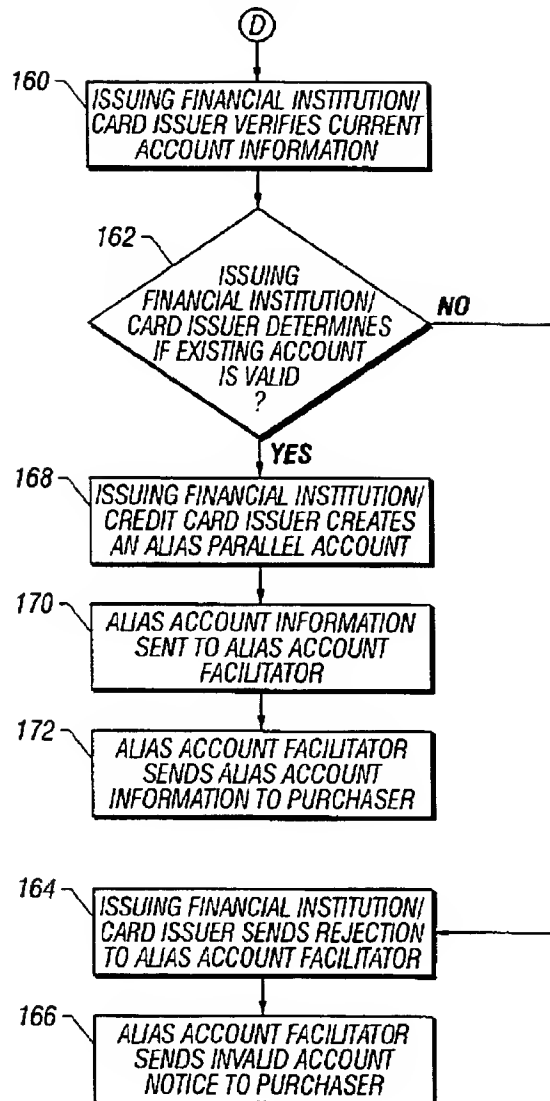 D
160
ISSUING FINANCIAL INSTITUTION/
CARD ISSUER VERIFIES CURRENT
ACCOUNT INFORMATION
162
ISSUING
FINANCIAL INSTITUTION/
CARD ISSUER DETERMINES
IF EXISTING ACCOUNT
IS VALID
?
NO
YES
168
ISSUING FINANCIAL INSTITUTION/
CREDIT CARD ISSUER CREATES
AN ALIAS PARALLEL ACCOUNT
170
ALIAS ACCOUNT INFORMATION
SENT TO ALIAS ACCOUNT
FACILITATOR
172
ALIAS ACCOUNT FACILITATOR
SENDS ALIAS ACCOUNT
INFORMATION TO PURCHASER
164
ISSUING FINANCIAL INSTITUTION/
CARD ISSUER SENDS REJECTION
TO ALIAS ACCOUNT FACILITATOR
166
ALIAS ACCOUNT FACILITATOR
SENDS INVALID ACCOUNT
NOTICE TO PURCHASER